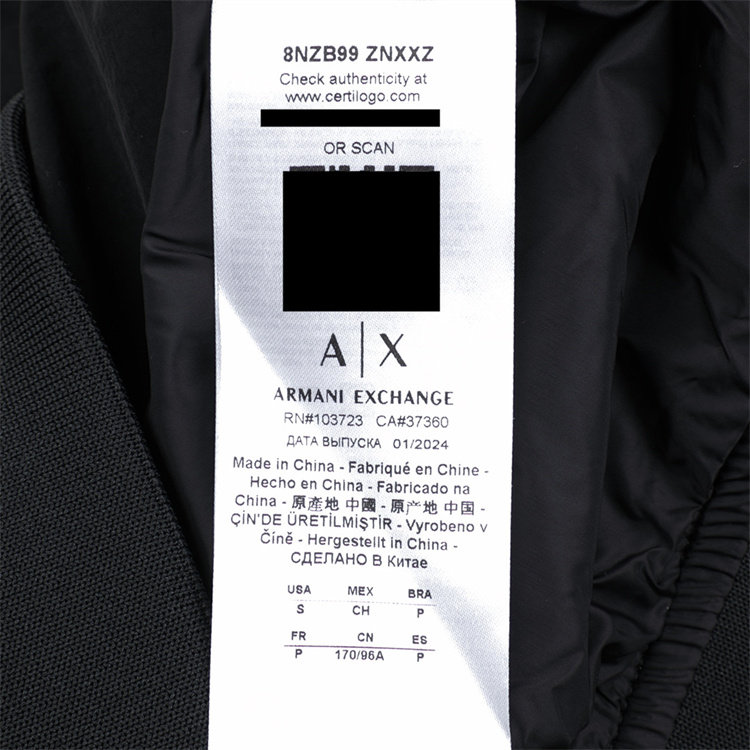 8NZB99 ZNXXZ
Check authenticity at
www.certilogo.com
OR SCAN
A|X
ARMANI EXCHANGE
RN#103723 CA#37360
ДАТА ВЫПУСКА 01/2024
Made in China - Fabriqué en Chine -
Hecho en China - Fabricado na
China - 原產地 中國 - 原产地 中国 -
ÇİN'DE ÜRETİLMİŞTİR - Vyrobeno v
Číně - Hergestellt in China -
СДЕЛАНО В Китае
USA MEX BRA
S CH P
FR CN ES
P 170/96A P